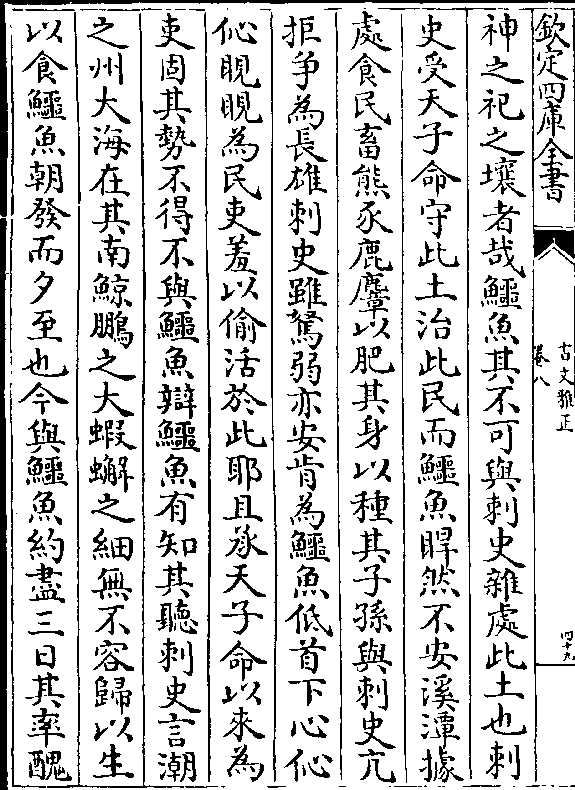 欽定四庫全書
古文雅正
卷八
四十九
神之祀之壤者哉鱷魚其不可與刺史雜處此土也刺
史受天子命守此土治此民而鱷魚睅然不安溪潭據
處食民畜熊豕鹿麞以肥其身以種其子孫與刺史亢
拒爭為長雄刺史雖駑弱亦安肯為鱷魚低首下心伈
伈睍睍為民吏羞以偷活於此耶且承天子命以來為
吏固其勢不得不與鱷魚辯鱷魚有知其聽刺史言潮
之州大海在其南鯨鵬之大蝦蠏之細無不容歸以生
以食鱷魚朝發而夕至也今與鱷魚約盡三日其率醜